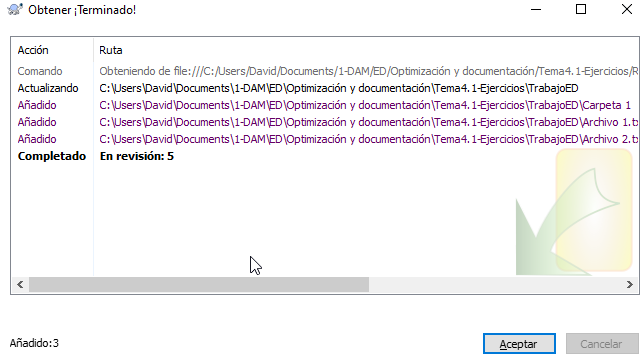 Obtener ¡Terminado!
Acción Ruta
Comando Obteniendo de file:///C:/Users/David/Documents/1-DAM/ED/Optimización y documentación/Tema4.1-Ejercicios/R
Actualizando C:\Users\David\Documents\1-DAM\ED\Optimización y documentación\Tema4.1-Ejercicios\TrabajoED
Añadido C:\Users\David\Documents\1-DAM\ED\Optimización y documentación\Tema4.1-Ejercicios\TrabajoED\Carpeta 1
Añadido C:\Users\David\Documents\1-DAM\ED\Optimización y documentación\Tema4.1-Ejercicios\TrabajoED\Archivo 1.tx
Añadido C:\Users\David\Documents\1-DAM\ED\Optimización y documentación\Tema4.1-Ejercicios\TrabajoED\Archivo 2.tx
Completado En revisión: 5
Añadido:3 Aceptar Cancelar